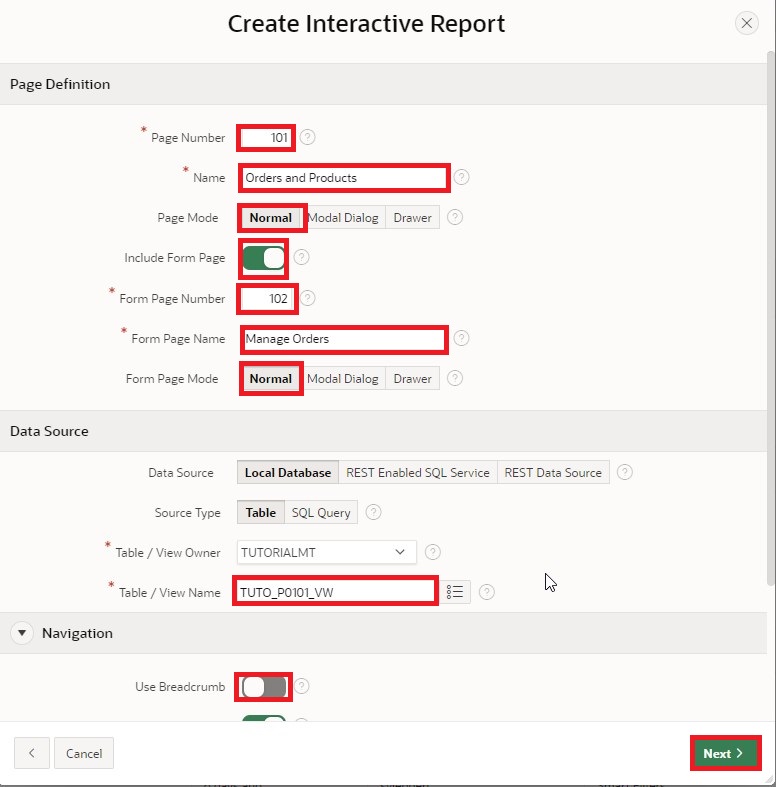 Create Interactive Report
Page Definition
* Page Number 101 ?
* Name Orders and Products ?
Page Mode Normal Modal Dialog Drawer ?
Include Form Page ?
* Form Page Number 102 ?
* Form Page Name Manage Orders ?
Form Page Mode Normal Modal Dialog Drawer ?
Data Source
Data Source Local Database REST Enabled SQL Service REST Data Source ?
Source Type Table SQL Query ?
* Table / View Owner TUTORIALMT ?
* Table / View Name TUTO_P0101_VW ?
Navigation
Use Breadcrumb ?
Cancel Next